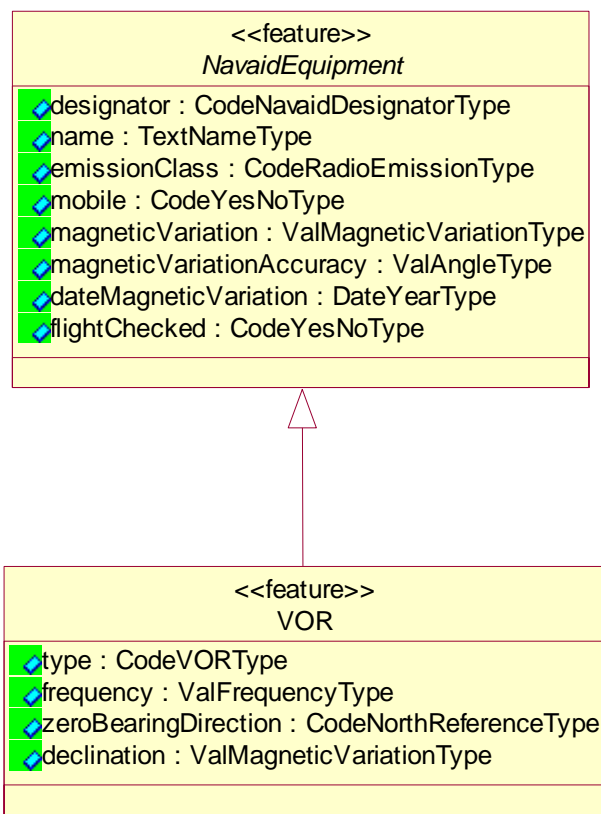 <<feature>>
NavaidEquipment
designator : CodeNavaidDesignatorType
name : TextNameType
emissionClass : CodeRadioEmissionType
mobile : CodeYesNoType
magneticVariation : ValMagneticVariationType
magneticVariationAccuracy : ValAngleType
dateMagneticVariation : DateYearType
flightChecked : CodeYesNoType
<<feature>>
VOR
type : CodeVORType
frequency : ValFrequencyType
zeroBearingDirection : CodeNorthReferenceType
declination : ValMagneticVariationType